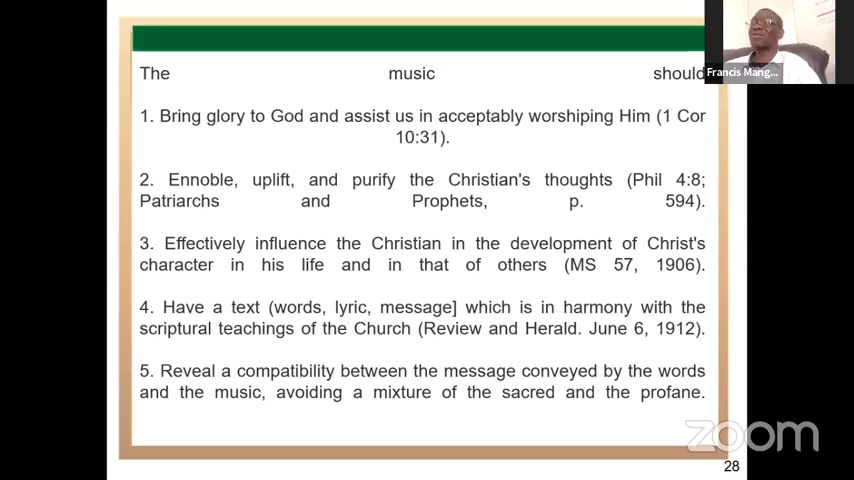 The music should
1. Bring glory to God and assist us in acceptably worshiping Him (1 Cor
10:31).
2. Ennoble, uplift, and purify the Christian's thoughts (Phil 4:8;
Patriarchs and Prophets, p. 594).
3. Effectively influence the Christian in the development of Christ's
character in his life and in that of others (MS 57, 1906).
4. Have a text (words, lyric, message] which is in harmony with the
scriptural teachings of the Church (Review and Herald. June 6, 1912).
5. Reveal a compatibility between the message conveyed by the words
and the music, avoiding a mixture of the sacred and the profane.
Francis Mang...
zoom
28